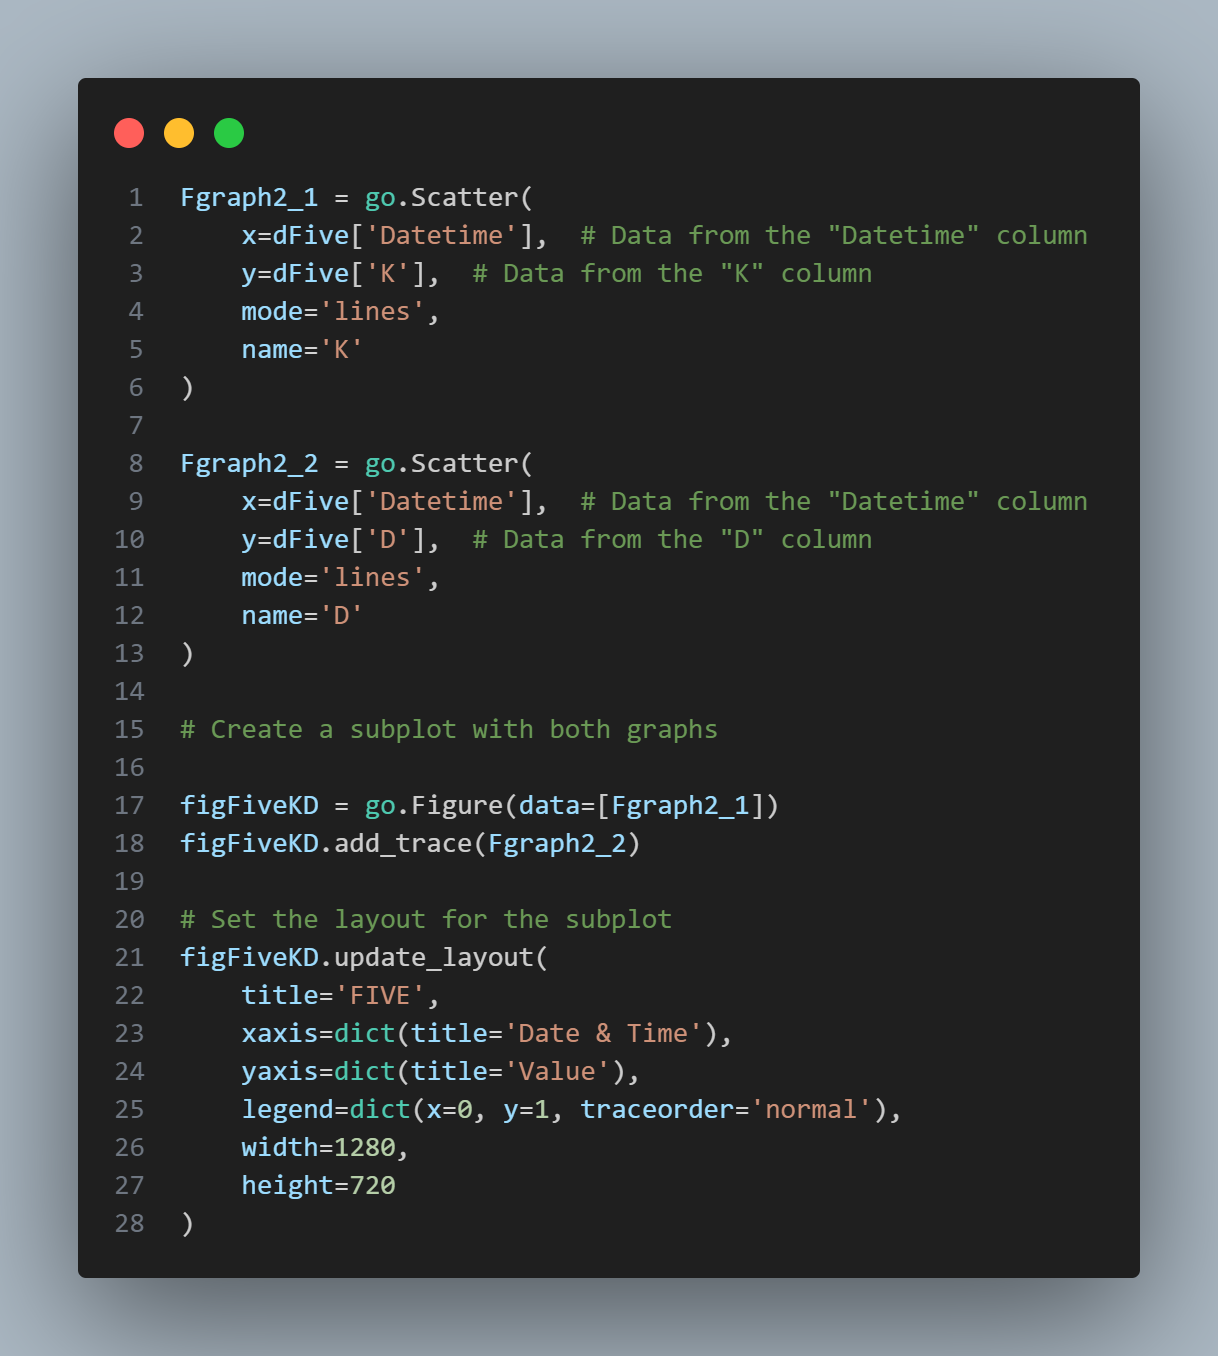 1 Fgraph2_1 = go.Scatter(
2     x=dFive['Datetime'],  # Data from the "Datetime" column
3     y=dFive['K'],  # Data from the "K" column
4     mode='lines',
5     name='K'
6 )
7
8 Fgraph2_2 = go.Scatter(
9     x=dFive['Datetime'],  # Data from the "Datetime" column
10     y=dFive['D'],  # Data from the "D" column
11     mode='lines',
12     name='D'
13 )
14
15 # Create a subplot with both graphs
16
17 figFiveKD = go.Figure(data=[Fgraph2_1])
18 figFiveKD.add_trace(Fgraph2_2)
19
20 # Set the layout for the subplot
21 figFiveKD.update_layout(
22     title='FIVE',
23     xaxis=dict(title='Date & Time'),
24     yaxis=dict(title='Value'),
25     legend=dict(x=0, y=1, traceorder='normal'),
26     width=1280,
27     height=720
28 )